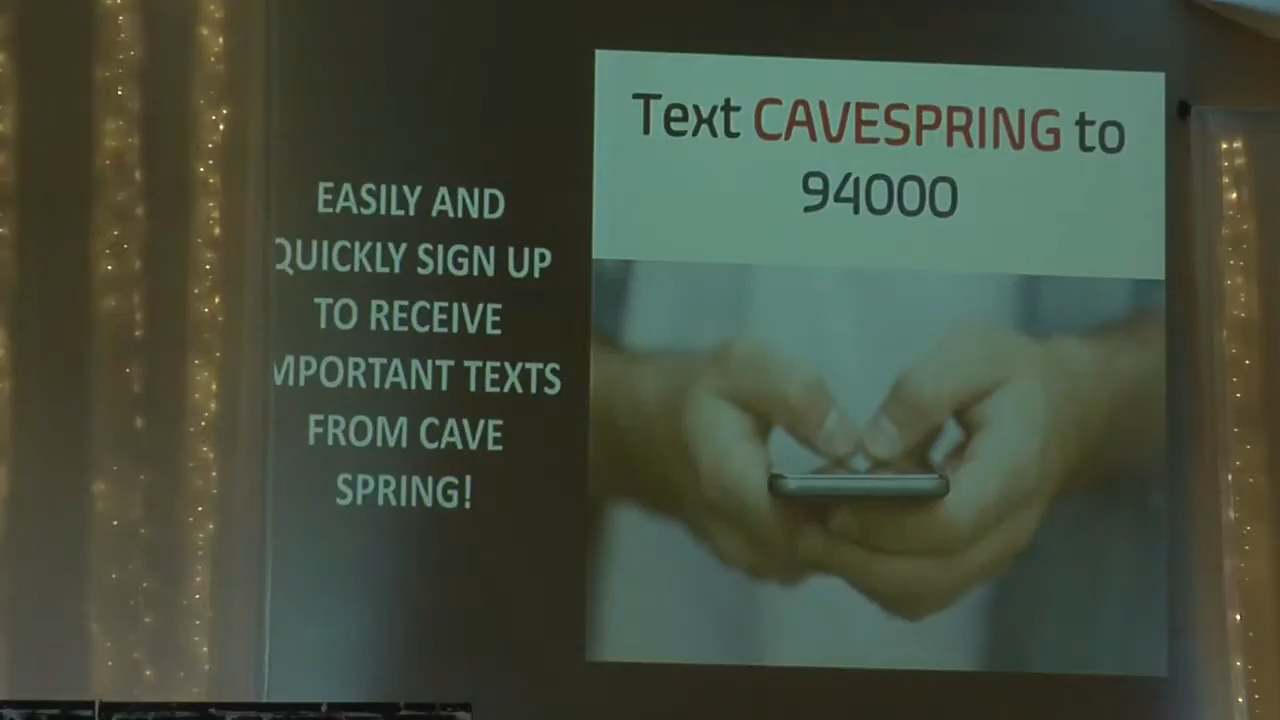 EASILY AND
QUICKLY SIGN UP
TO RECEIVE
MPORTANT TEXTS
FROM CAVE
SPRING!
Text CAVESPRING to
94000